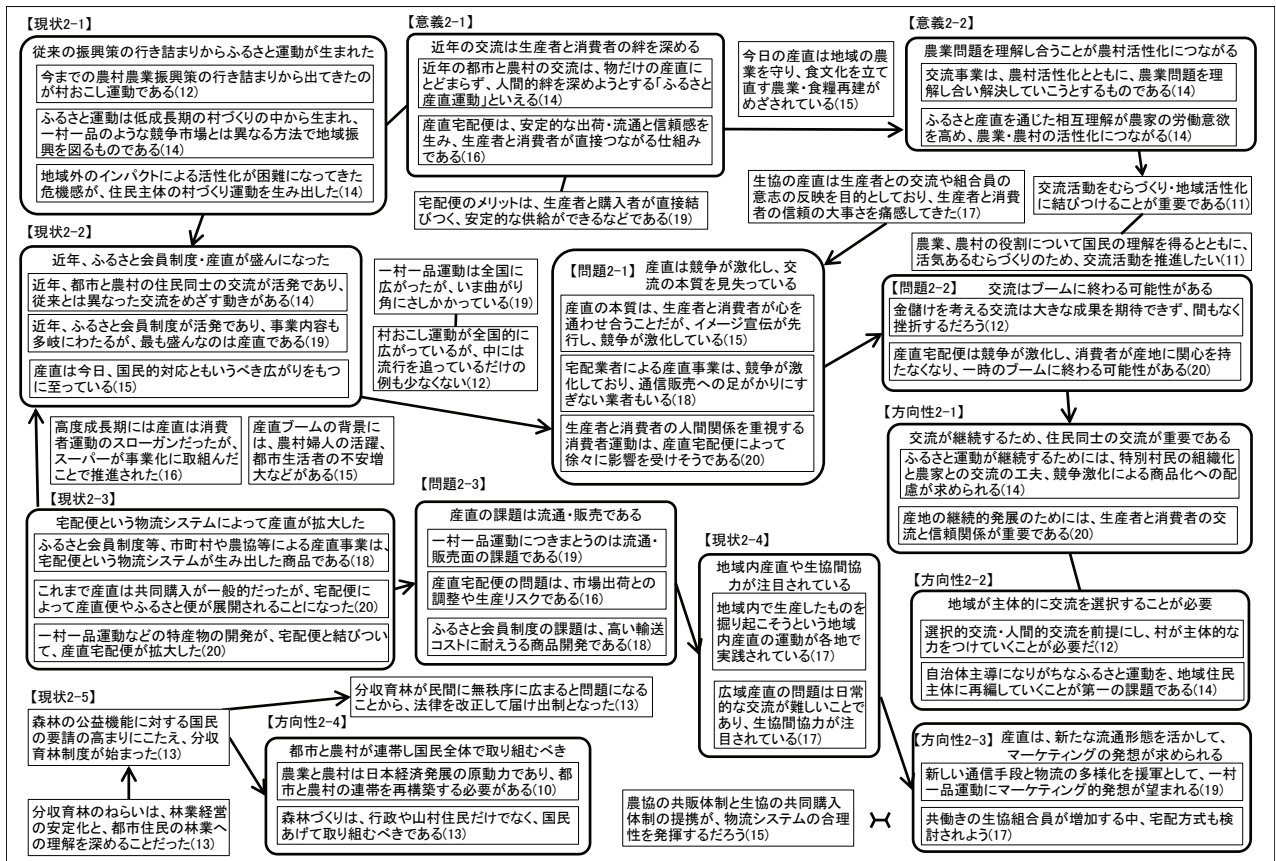 【現状2-1】
従来の振興策の行き詰まりからふるさと運動が生まれた
今までの農村農業振興策の行き詰まりから出てきたの
が村おこし運動である(12)
ふるさと運動は低成長期の村づくりの中から生まれ、
一村一品のような競争市場とは異なる方法で地域振
興を図るものである(14)
地域外のインパクトによる活性化が困難になってきた
危機感が、住民主体の村づくり運動を生み出した(14)
【意義2-1】
近年の交流は生産者と消費者の絆を深める
近年の都市と農村の交流は、物だけの産直に
とどまらず、人間的絆を深めようとする「ふるさと
産直運動」といえる(14)
産直宅配便は、安定的な出荷・流通と信頼感を
生み、生産者と消費者が直接つながる仕組み
である(16)
宅配便のメリットは、生産者と購入者が直接結
びつく、安定的な供給ができるなどである(19)
今日の産直は地域の農
業を守り、食文化を立て
直す農業・食糧再建が
めざされている(15)
【意義2-2】
農業問題を理解し合うことが農村活性化につながる
交流事業は、農村活性化とともに、農業問題を理
解し合い解決していこうとするものである(14)
ふるさと産直を通じた相互理解が農家の労働意欲
を高め、農業・農村の活性化につながる(14)
生協の産直は生産者との交流や組合員の
意志の反映を目的としており、生産者と消費
者の信頼の大事さを痛感してきた(17)
交流活動をむらづくり・地域活性化
に結びつけることが重要である(11)
農業、農村の役割について国民の理解を得るとともに、
活気あるむらづくりのため、交流活動を推進したい(11)
【現状2-2】
近年、ふるさと会員制度・産直が盛んになった
近年、都市と農村の住民同士の交流が活発であり、
従来とは異なった交流をめざす動きがある(14)
近年、ふるさと会員制度が活発であり、事業内容も
多岐にわたるが、最も盛んなのは産直である(19)
産直は今日、国民的対応ともいうべき広がりをもつ
に至っている(15)
一村一品運動は全国に
広がったが、いま曲がり
角にさしかかっている(19)
村おこし運動が全国的に
広がっているが、中には
流行を追っているだけの
例も少なくない(12)
【問題2-1】
産直は競争が激化し、交
流の本質を見失っている
産直の本質は、生産者と消費者が心を
通わせ合うことだが、イメージ宣伝が先
行し、競争が激化している(15)
宅配業者による産直事業は、競争が激
化しており、通信販売への足がかりにす
ぎない業者もいる(18)
生産者と消費者の人間関係を重視する
消費者運動は、産直宅配便によって
徐々に影響を受けそうである(20)
【問題2-2】
交流はブームに終わる可能性がある
金儲けを考える交流は大きな成果を期待できず、間もなく
挫折するだろう(12)
産直宅配便は競争が激化し、消費者が産地に関心を持
たなくなり、一時のブームに終わる可能性がある(20)
高度成長期には産直は消費
者運動のスローガンだったが、
スーパーが事業化に取組んだ
ことで推進された(16)
産直ブームの背景に
は、農村婦人の活躍、
都市生活者の不安増
大などがある(15)
【方向性2-1】
交流が継続するため、住民同士の交流が重要である
ふるさと運動が継続するためには、特別村民の組織化
と農家との交流の工夫、競争激化による商品化への配
慮が求められる(14)
産地の継続的発展のためには、生産者と消費者の交
流と信頼関係が重要である(20)
【現状2-3】
宅配便という物流システムによって産直が拡大した
ふるさと会員制度等、市町村や農協等による産直事業は、
宅配便という物流システムが生み出した商品である(18)
これまで産直は共同購入が一般的だったが、宅配便に
よって産直便やふるさと便が展開されることになった(20)
一村一品運動などの特産物の開発が、宅配便と結びつい
て、産直宅配便が拡大した(20)
【問題2-3】
産直の課題は流通・販売である
一村一品運動につきまとうのは流通・
販売面の課題である(19)
産直宅配便の問題は、市場出荷との
調整や生産リスクである(16)
ふるさと会員制度の課題は、高い輸送
コストに耐えうる商品開発である(18)
【現状2-4】
地域内産直や生協間協
力が注目されている
地域内で生産したものを
掘り起こそうという地域
内産直の運動が各地で
実践されている(17)
広域産直の問題は日常
的な交流が難しいことで
あり、生協間協力が注
目されている(17)
【方向性2-2】
地域が主体的に交流を選択することが必要
選択的交流・人間的交流を前提にし、村が主体的な
力をつけていくことが必要だ(12)
自治体主導になりがちなふるさと運動を、地域住民
主体に再編していくことが第一の課題である(14)
【現状2-5】
森林の公益機能に対する国民
の要請の高まりにこたえ、分収
育林制度が始まった(13)
分収育林のねらいは、林業経営
の安定化と、都市住民の林業へ
の理解を深めることだった(13)
分収育林が民間に無秩序に広まると問題になる
ことから、法律を改正して届け出制となった(13)
【方向性2-4】
都市と農村が連帯し国民全体で取り組むべき
農業と農村は日本経済発展の原動力であり、都
市と農村の連帯を再構築する必要がある(10)
森林づくりは、行政や山村住民だけでなく、国民
あげて取り組むべきである(13)
農協の共販体制と生協の共同購入
体制の提携が、物流システムの合理
性を発揮するだろう(15)
【方向性2-3】
産直は、新たな流通形態を活かして、
マーケティングの発想が求められる
新しい通信手段と物流の多様化を援軍として、一村
一品運動にマーケティング的発想が望まれる(19)
共働きの生協組合員が増加する中、宅配方式も検
討されよう(17)